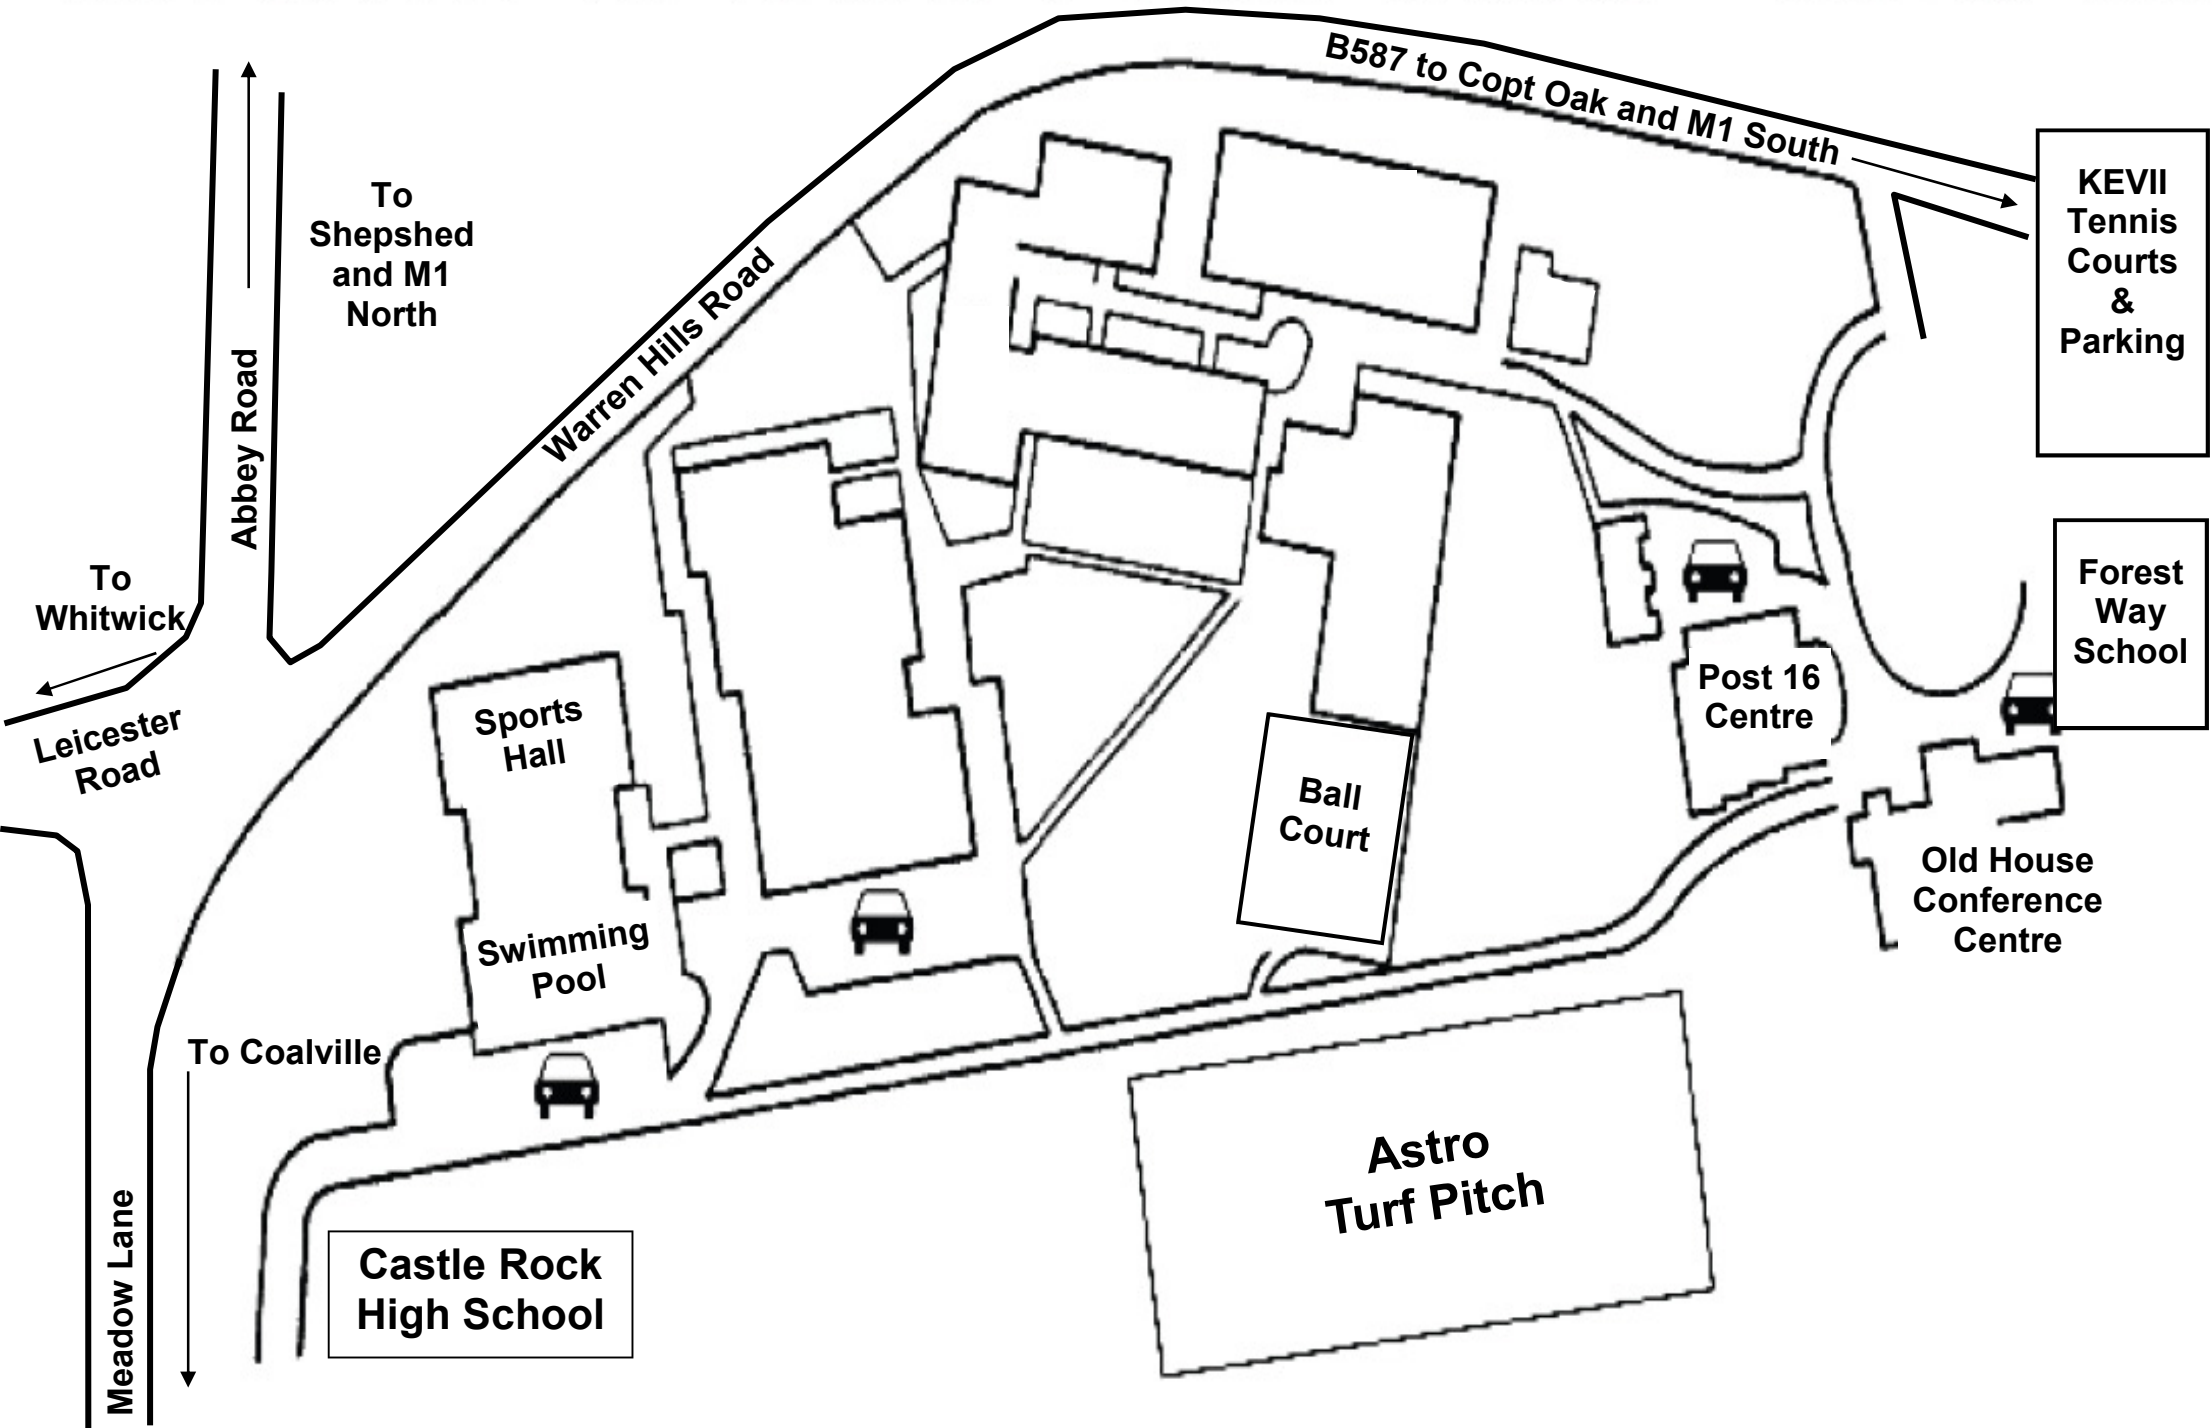 B587 to Copt Oak and M1 South
KEVII
Tennis
Courts
&
Parking
To
Shepshed
and M1
North
Abbey Road
Warren Hills Road
To
Whitwick
Leicester
Road
Forest
Way
School
Sports
Hall
Post 16
Centre
Ball
Court
Old House
Conference
Centre
Swimming
Pool
To Coalville
Meadow Lane
Astro
Turf Pitch
Castle Rock
High School